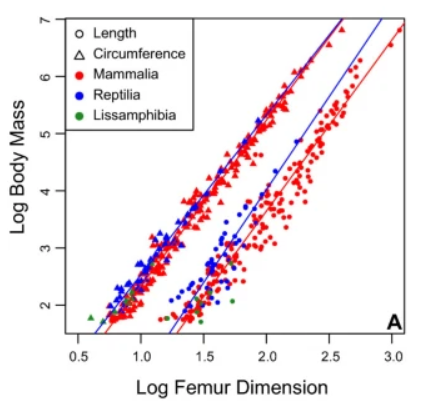 Length
Circumference
Mammalia
Reptilia
Lissamphibia
7
6
5
4
3
2
Log Body Mass
A
0.5 1.0 1.5 2.0 2.5 3.0
Log Femur Dimension